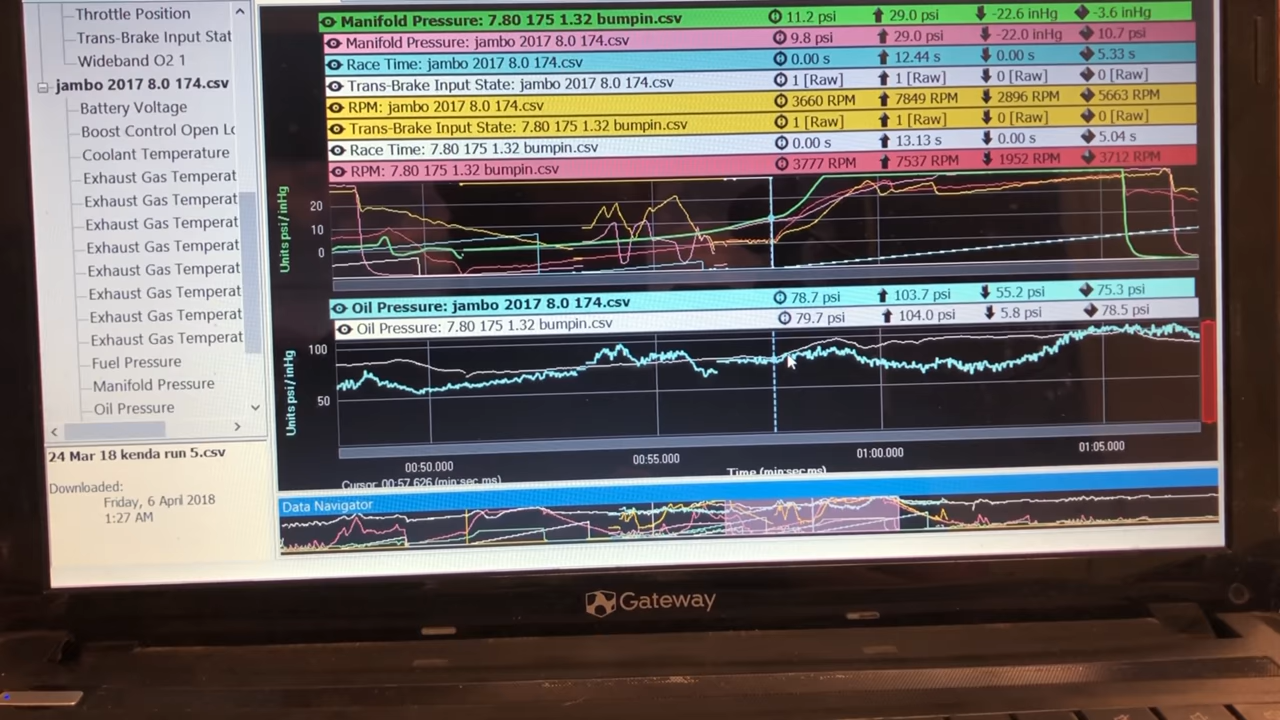 Throttle Position
Trans-Brake Input Stat
Wideband O2 1
jambo 2017 8.0 174.csv
Battery Voltage
Boost Control Open Lc
Coolant Temperature
Exhaust Gas Temperat
Exhaust Gas Temperat
Exhaust Gas Temperat
Exhaust Gas Temperat
Exhaust Gas Temperat
Exhaust Gas Temperat
Exhaust Gas Temperat
Exhaust Gas Temperat
Fuel Pressure
Manifold Pressure
Oil Pressure
24 Mar 18 kenda run 5.csv
Downloaded:
Friday, 6 April 2018
1:27 AM
Manifold Pressure: 7.80 175 1.32 bumpin.csv 11.2 psi 29.0 psi -22.6 inHg -3.6 inHg
Manifold Pressure: jambo 2017 8.0 174.csv 9.8 psi 29.0 psi -22.0 inHg 10.7 psi
Race Time: jambo 2017 8.0 174.csv 0.00 s 12.44 s 0.00 s 5.33 s
Trans-Brake Input State: jambo 2017 8.0 174.csv 1 [Raw] 1 [Raw] 0 [Raw] 0 [Raw]
RPM: jambo 2017 8.0 174.csv 3660 RPM 7849 RPM 2896 RPM 5663 RPM
Trans-Brake Input State: 7.80 175 1.32 bumpin.csv 1 [Raw] 1 [Raw] 0 [Raw] 0 [Raw]
Race Time: 7.80 175 1.32 bumpin.csv 0.00 s 13.13 s 0.00 s 5.04 s
RPM: 7.80 175 1.32 bumpin.csv 3777 RPM 7537 RPM 1952 RPM 3712 RPM
Units psi / inHg
20
10
0
Oil Pressure: jambo 2017 8.0 174.csv 78.7 psi 103.7 psi 55.2 psi 75.3 psi
Oil Pressure: 7.80 175 1.32 bumpin.csv 79.7 psi 104.0 psi 5.8 psi 78.5 psi
Units psi / inHg
100
50
00:50.000 00:55.000 01:00.000 01:05.000
Time (min:sec.ms)
Cursor: 00:57.626 (min:sec.ms)
Data Navigator
Gateway